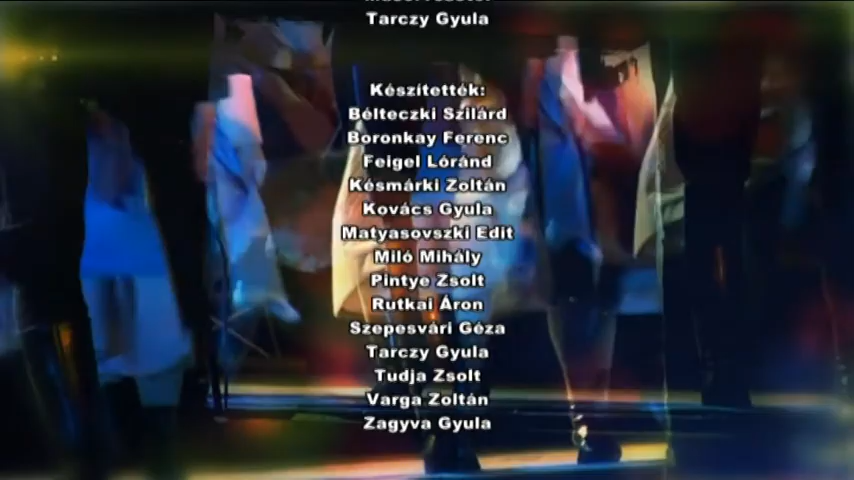 Tarczy Gyula
Készítették:
Bélteczki Szilárd
Boronkay Ferenc
Feigel Lóránd
Késmárki Zoltán
Kovács Gyula
Matyasovszki Edit
Miló Mihály
Pintye Zsolt
Rutkai Áron
Szepesvári Géza
Tarczy Gyula
Tudja Zsolt
Varga Zoltán
Zagyva Gyula